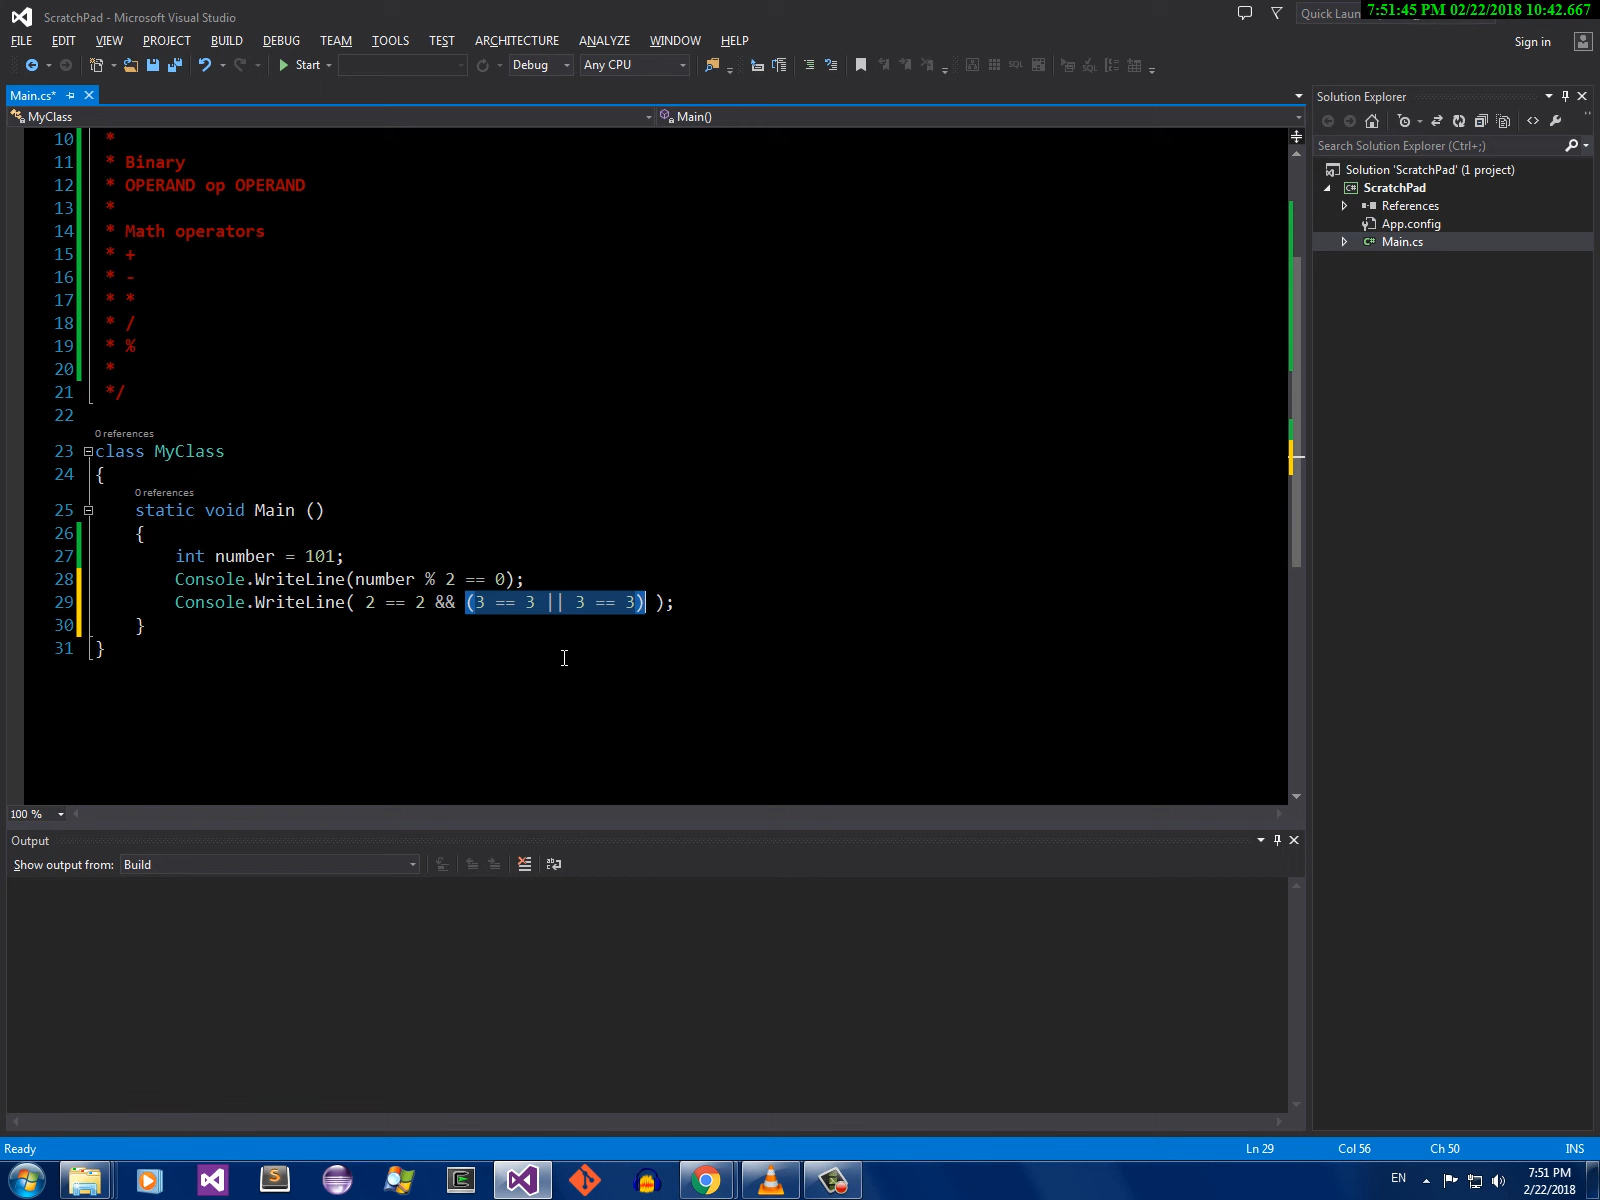 ScratchPad - Microsoft Visual Studio
Quick Laun
7:51:45 PM 02/22/2018 10:42.667
FILE EDIT VIEW PROJECT BUILD DEBUG TEAM TOOLS TEST ARCHITECTURE ANALYZE WINDOW HELP
Sign in
Start Debug Any CPU
Main.cs*
MyClass Main()
10 *
11 * Binary
12 * OPERAND op OPERAND
13 *
14 * Math operators
15 * +
16 * -
17 * *
18 * /
19 * %
20 *
21 */
22
0 references
23 class MyClass
24 {
0 references
25 static void Main ()
26 {
27 int number = 101;
28 Console.WriteLine(number % 2 == 0);
29 Console.WriteLine( 2 == 2 && (3 == 3 || 3 == 3) );
30 }
31 }
100 %
Output
Show output from: Build
Solution Explorer
Search Solution Explorer (Ctrl+;)
Solution 'ScratchPad' (1 project)
C# ScratchPad
References
App.config
C# Main.cs
Ready Ln 29 Col 56 Ch 50 INS
EN
7:51 PM
2/22/2018